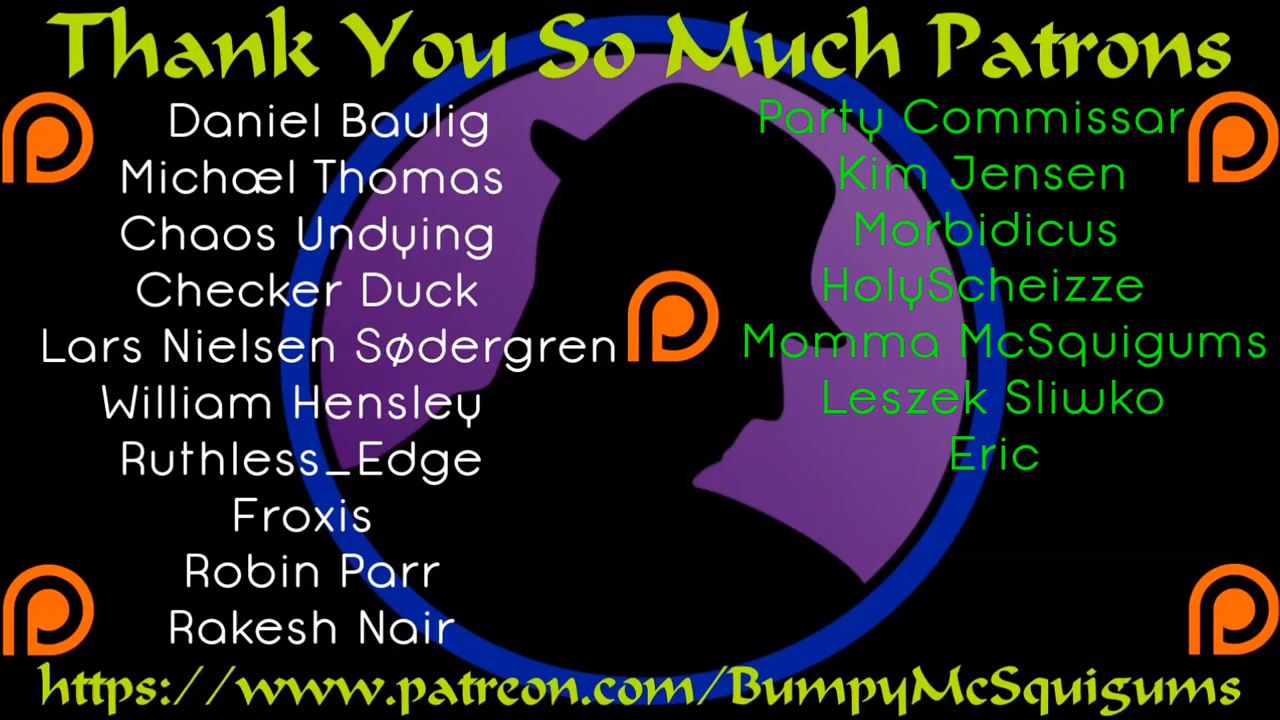 Thank You So Much Patrons
Daniel Baulig
Michæl Thomas
Chaos Undying
Checker Duck
Lars Nielsen Sødergren
William Hensley
Ruthless_Edge
Froxis
Robin Parr
Rakesh Nair
Party Commissar
Kim Jensen
Morbidicus
HolyScheizze
Momma McSquigums
Leszek Sliwko
Eric
https://www.patreon.com/BumpyMcSquigums